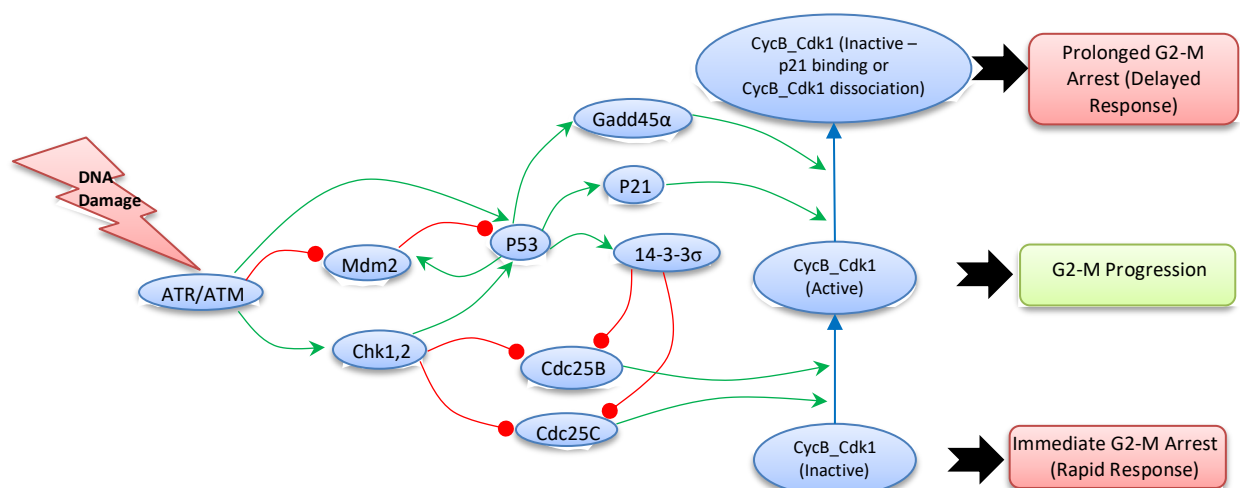 CycB_Cdk1 (Inactive –
p21 binding or
CycB_Cdk1 dissociation)
Prolonged G2-M
Arrest (Delayed
Response)
Gadd45α
DNA
Damage
P21
P53
14-3-3σ
Mdm2
ATR/ATM
CycB_Cdk1
(Active)
G2-M Progression
Chk1,2
Cdc25B
Cdc25C
CycB_Cdk1
(Inactive)
Immediate G2-M Arrest
(Rapid Response)